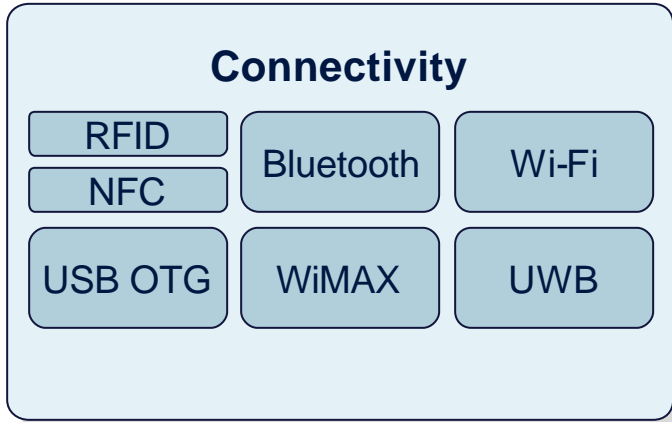 Connectivity
RFID
NFC
Bluetooth
Wi-Fi
USB OTG
WiMAX
UWB